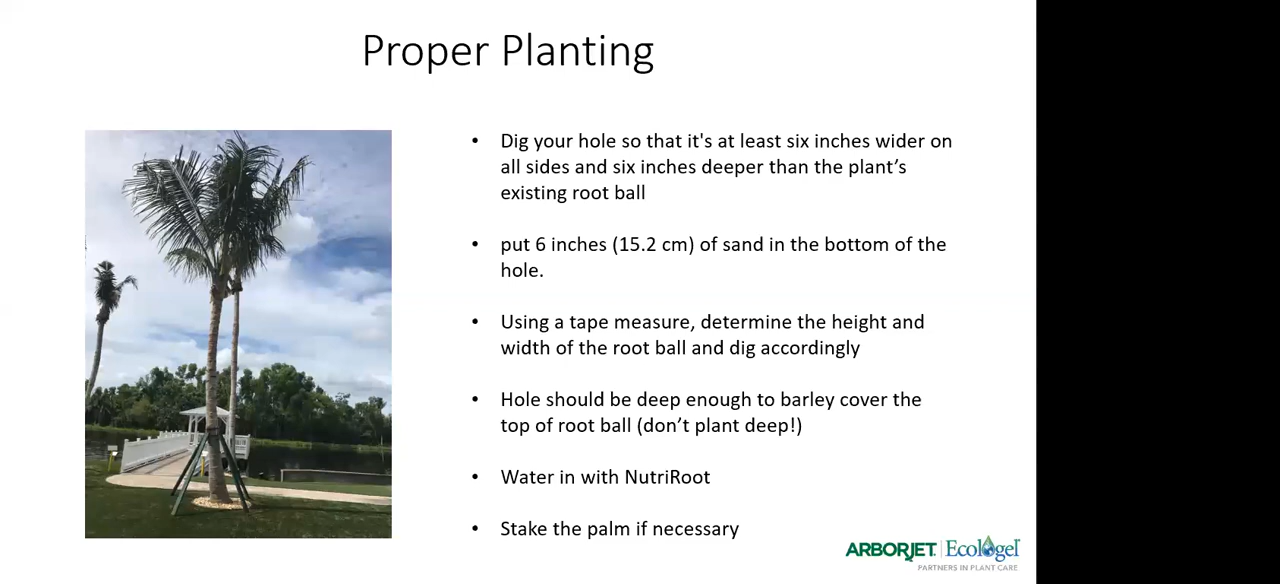 Proper Planting
• Dig your hole so that it's at least six inches wider on
all sides and six inches deeper than the plant’s
existing root ball
• put 6 inches (15.2 cm) of sand in the bottom of the
hole.
• Using a tape measure, determine the height and
width of the root ball and dig accordingly
• Hole should be deep enough to barley cover the
top of root ball (don’t plant deep!)
• Water in with NutriRoot
• Stake the palm if necessary
ARBORJET | Ecologel
PARTNERS IN PLANT CARE